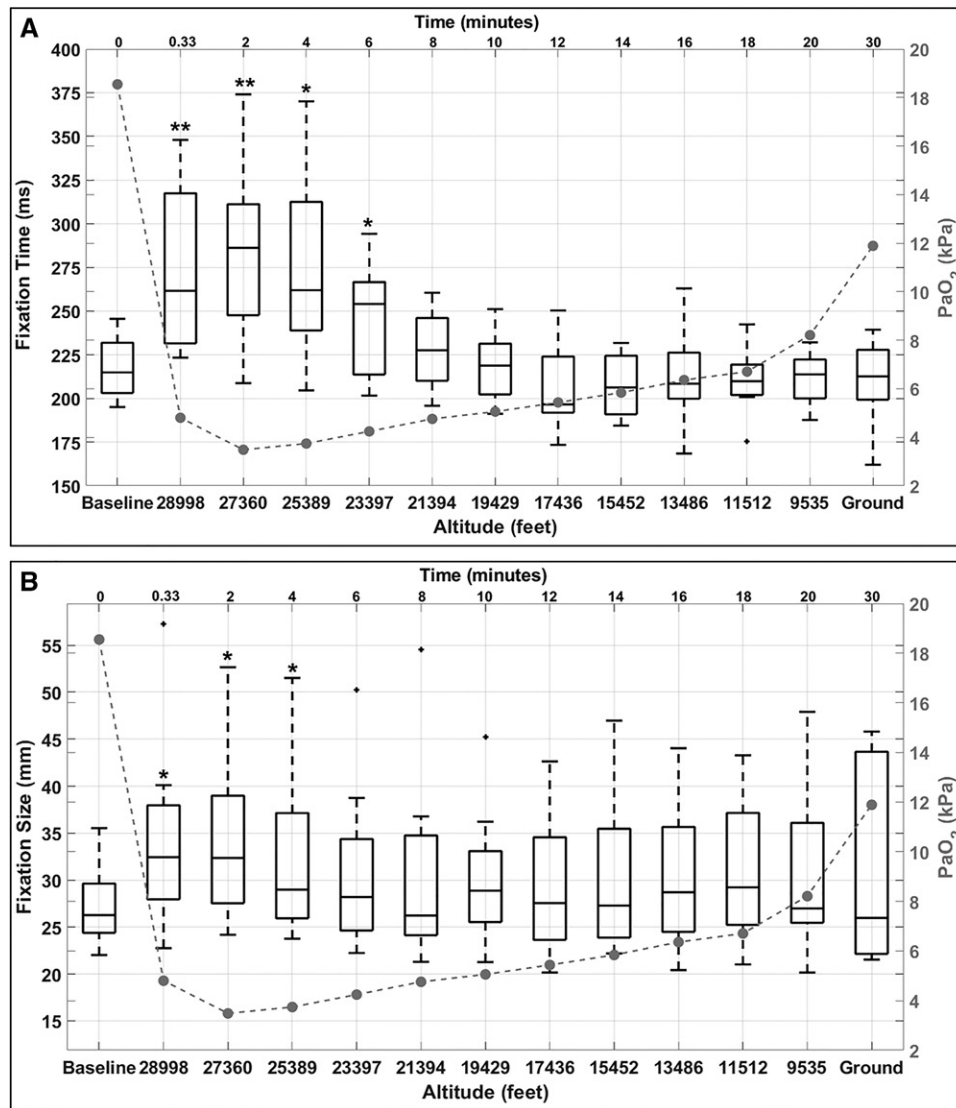 A
Time (minutes)
0 0.33 2 4 6 8 10 12 14 16 18 20 30
400 20
375 18
350 16
325 14
300
275 12
250 10
225 8
200 6
175 4
150 2
** ** * *
Fixation Time (ms)
PaO2 (kPa)
Baseline 28998 27360 25389 23397 21394 19429 17436 15452 13486 11512 9535 Ground
Altitude (feet)
B
Time (minutes)
0 0.33 2 4 6 8 10 12 14 16 18 20 30
20
55 18
50 16
45 14
40 12
35 10
30 8
25 6
20 4
15 2
* * *
Fixation Size (mm)
PaO2 (kPa)
Baseline 28998 27360 25389 23397 21394 19429 17436 15452 13486 11512 9535 Ground
Altitude (feet)